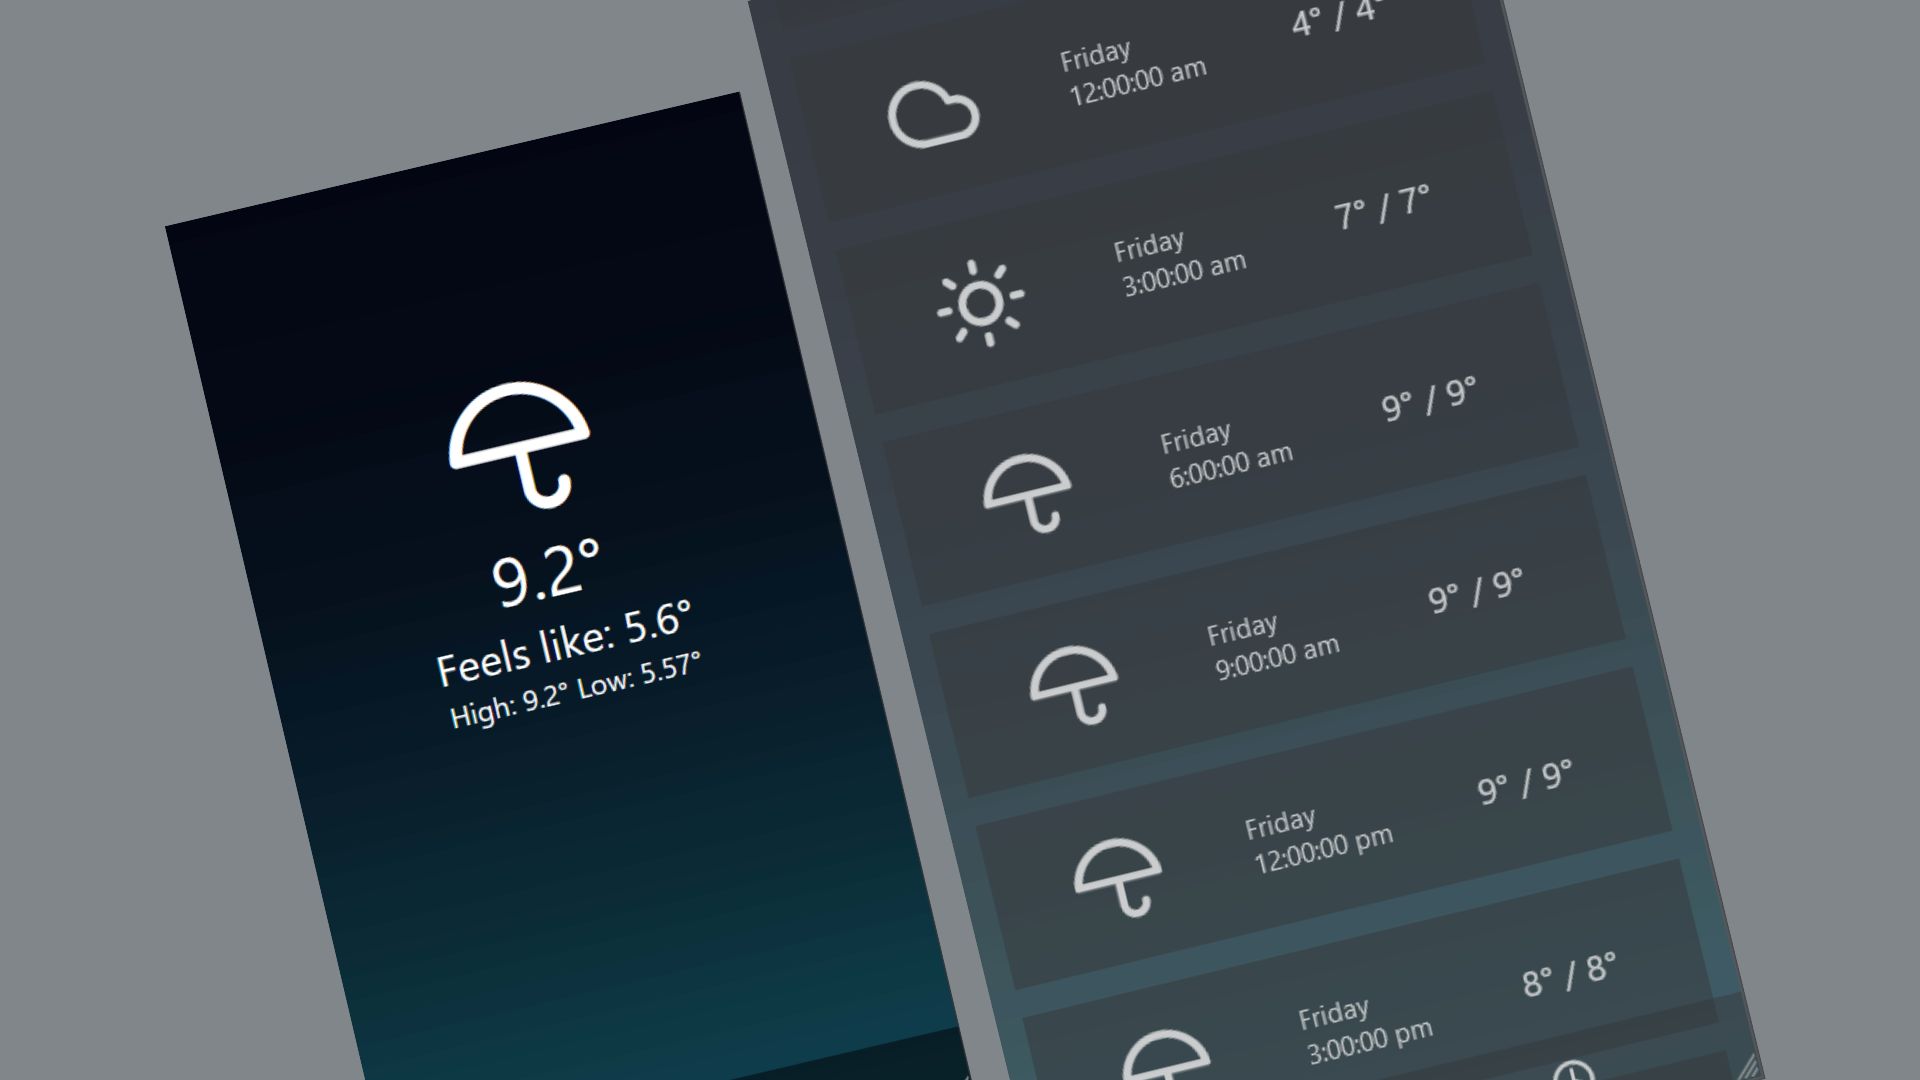 9.2°
Feels like: 5.6°
High: 9.2° Low: 5.57°
Friday
12:00:00 am
4° / 4°
Friday
3:00:00 am
7° / 7°
Friday
6:00:00 am
9° / 9°
Friday
9:00:00 am
9° / 9°
Friday
12:00:00 pm
9° / 9°
Friday
3:00:00 pm
8° / 8°